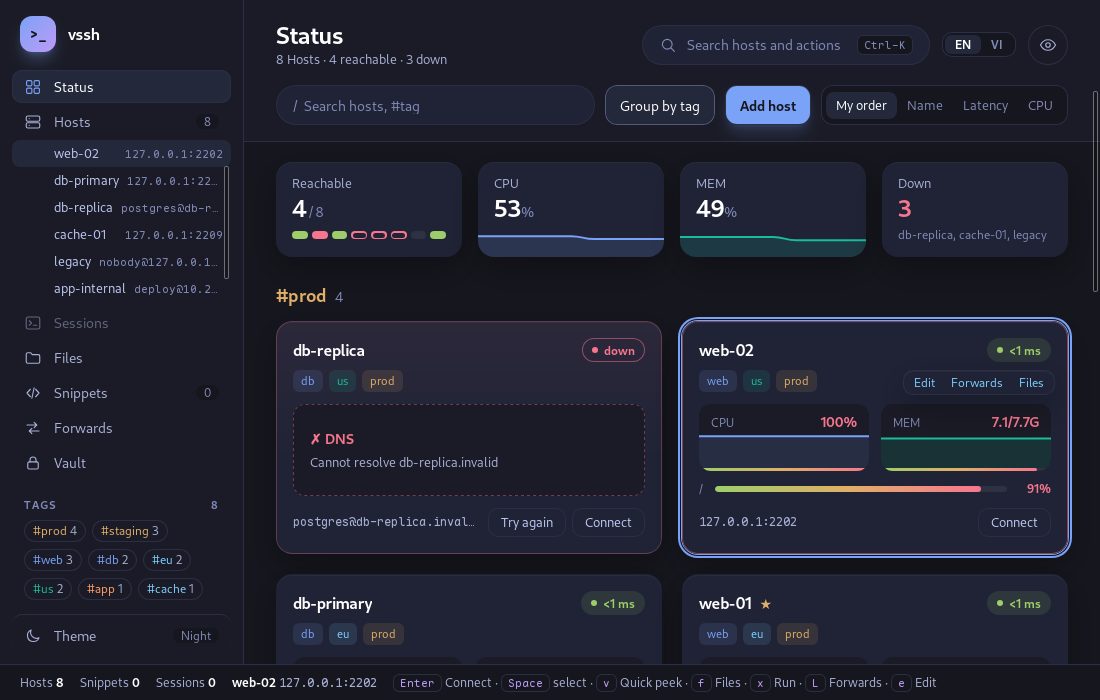 >_ vssh
Status
Hosts 8
web-02 127.0.0.1:2202
db-primary 127.0.0.1:22…
db-replica postgres@db-r…
cache-01 127.0.0.1:2209
legacy nobody@127.0.0.1…
app-internal deploy@10.2…
Sessions
Files
Snippets 0
Forwards
Vault
TAGS 8
#prod 4 #staging 3
#web 3 #db 2 #eu 2
#us 2 #app 1 #cache 1
Theme Night
Status
8 Hosts · 4 reachable · 3 down
Search hosts and actions Ctrl-K
EN VI
/ Search hosts, #tag
Group by tag
Add host
My order Name Latency CPU
Reachable
4/8
CPU
53%
MEM
49%
Down
3
db-replica, cache-01, legacy
#prod 4
db-replica down
db us prod
✗ DNS
Cannot resolve db-replica.invalid
postgres@db-replica.inval… Try again Connect
web-02 <1 ms
web us prod
Edit Forwards Files
CPU 100%
MEM 7.1/7.7G
/ 91%
127.0.0.1:2202 Connect
db-primary <1 ms
db eu prod
web-01 ★ <1 ms
web eu prod
Hosts 8 Snippets 0 Sessions 0 web-02 127.0.0.1:2202 Enter Connect · Space select · v Quick peek · f Files · x Run · L Forwards · e Edit